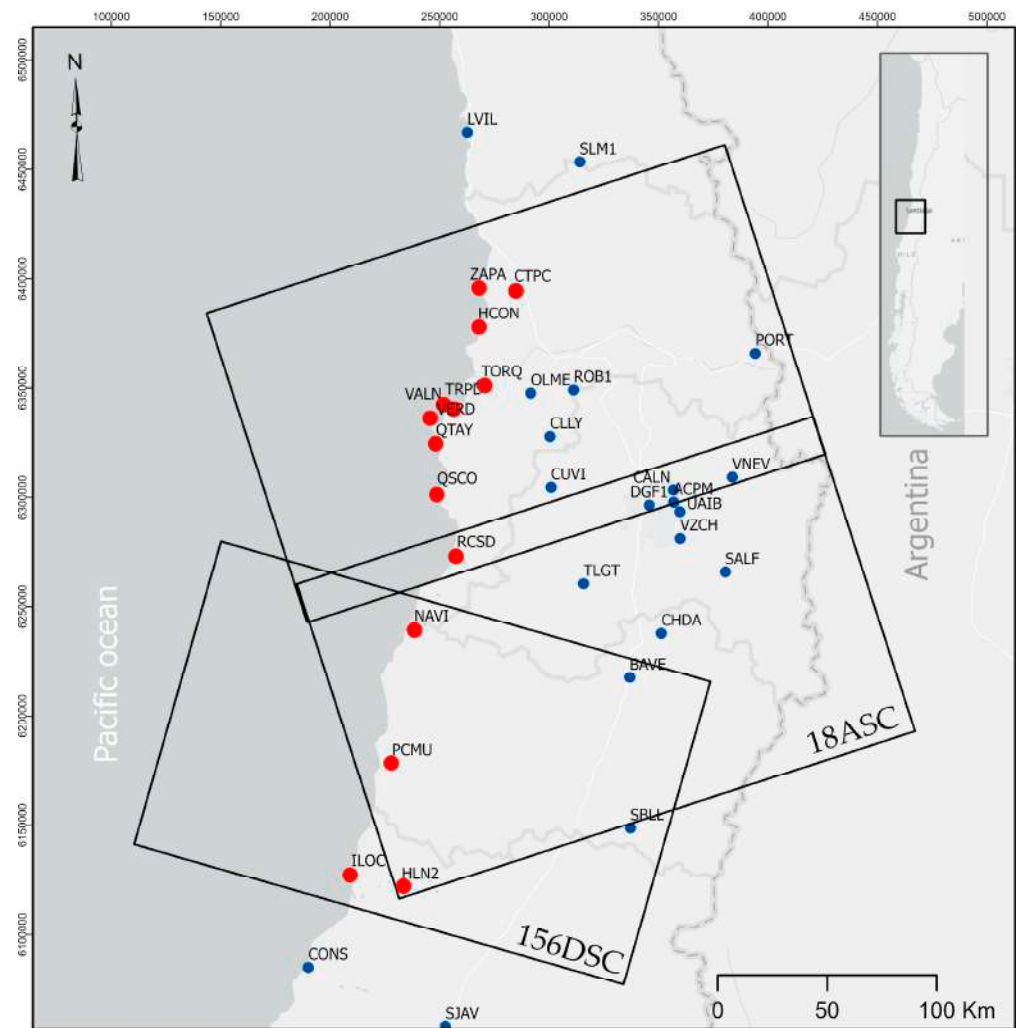 100000 150000 200000 250000 300000 350000 400000 450000 500000
6500000
6450000
6400000
6350000
6300000
6250000
6200000
6150000
6100000
N
LVIL
SLM1
ZAPA
CTPC
HCON
PORT
TORQ
OLME
ROB1
VALN
TRPD
VERD
QTAY
CLLY
QSCO
CUVI
VNEV
CALN
ACPM
DGF1
UAIB
VZCH
RCSD
SALF
TLGT
NAVI
CHDA
BAVE
PCMU
18ASC
SBLL
ILOC
HLN2
156DSC
CONS
SJAV
Pacific ocean
Argentina
Santiago
0 50 100 Km